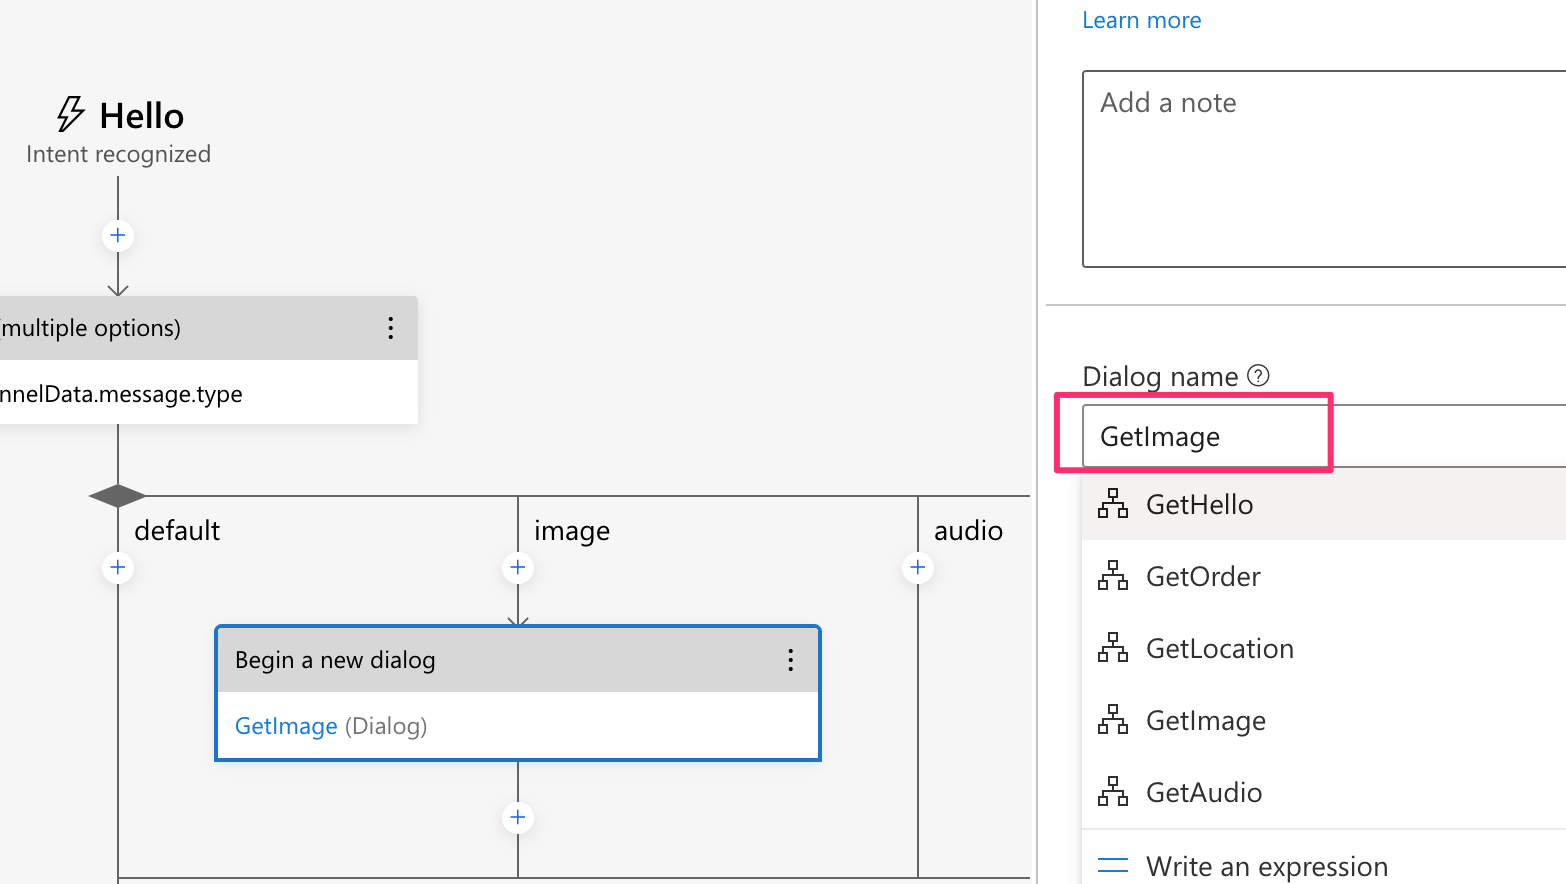 Hello
Intent recognized
(multiple options)
nnelData.message.type
default
image
audio
Begin a new dialog
GetImage (Dialog)
Learn more
Add a note
Dialog name
GetImage
GetHello
GetOrder
GetLocation
GetImage
GetAudio
Write an expression